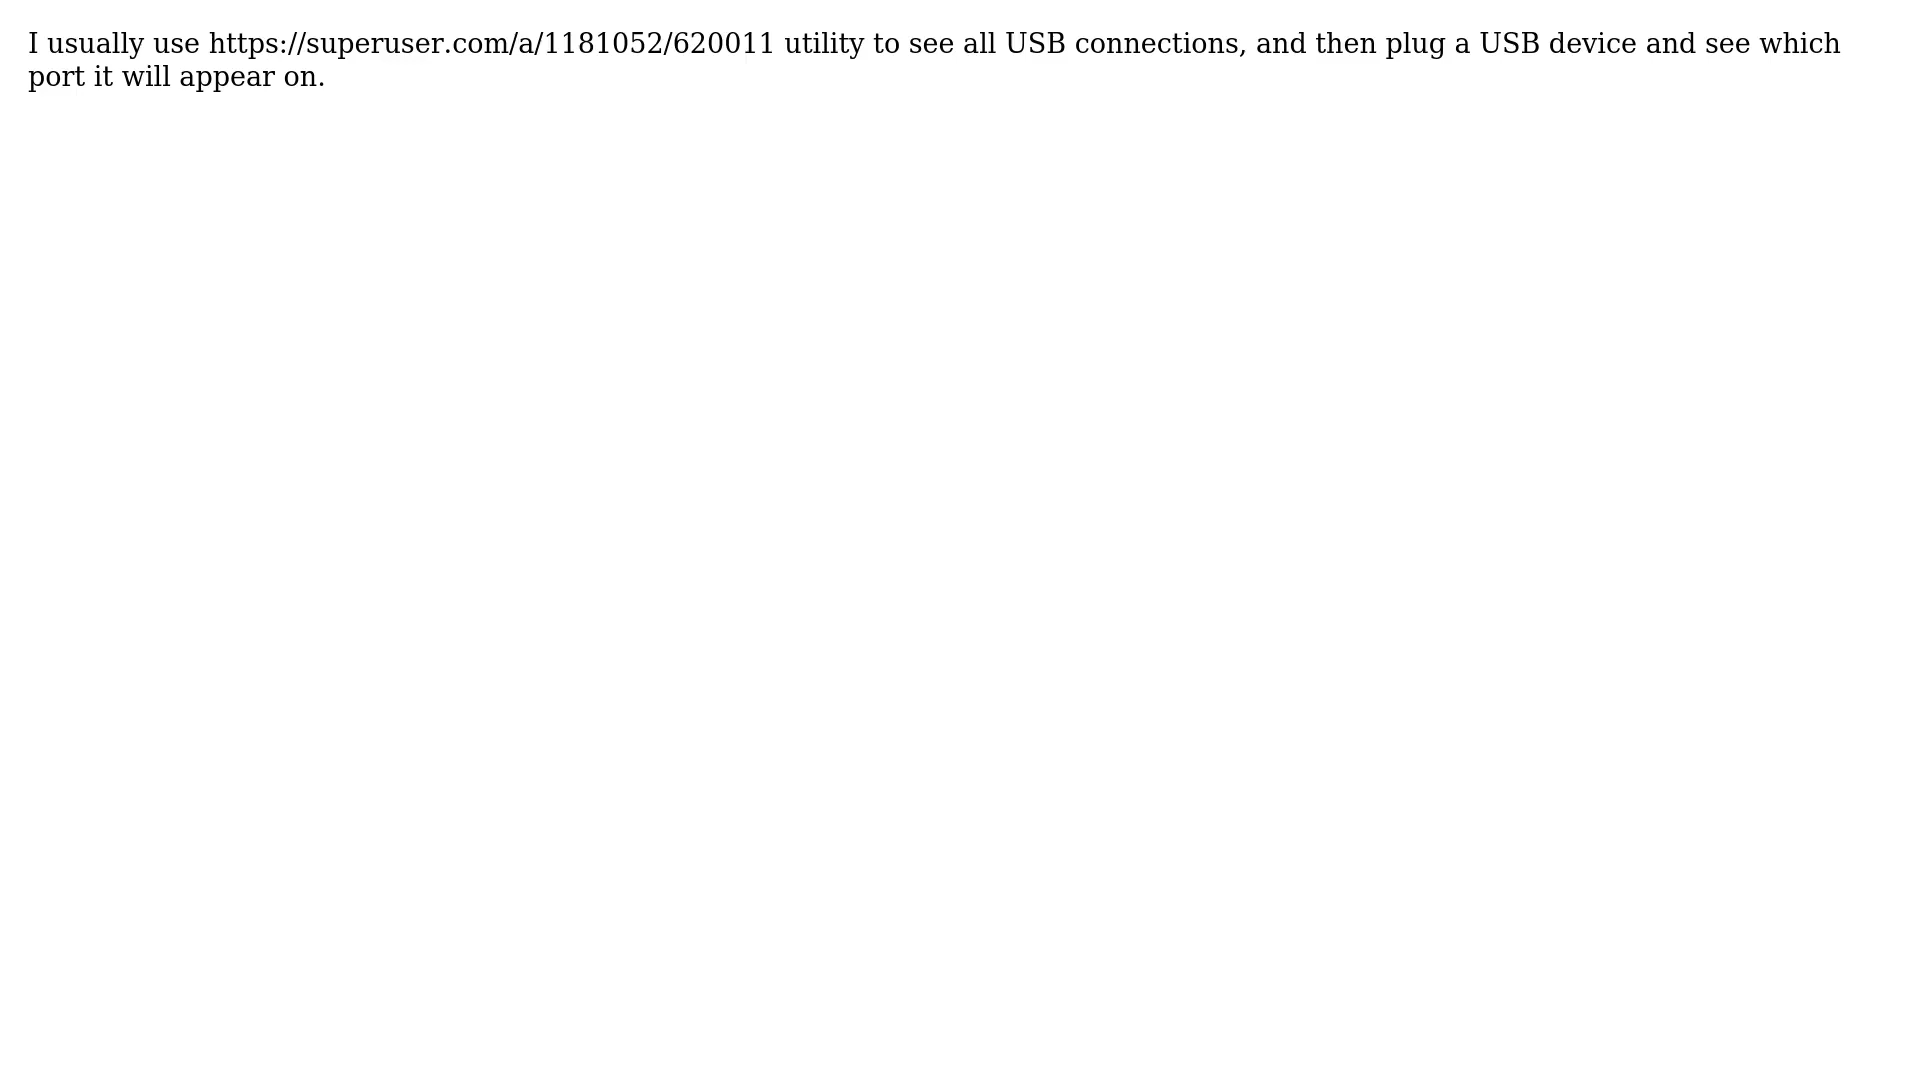 I usually use https://superuser.com/a/1181052/620011 utility to see all USB connections, and then plug a USB device and see which
port it will appear on.